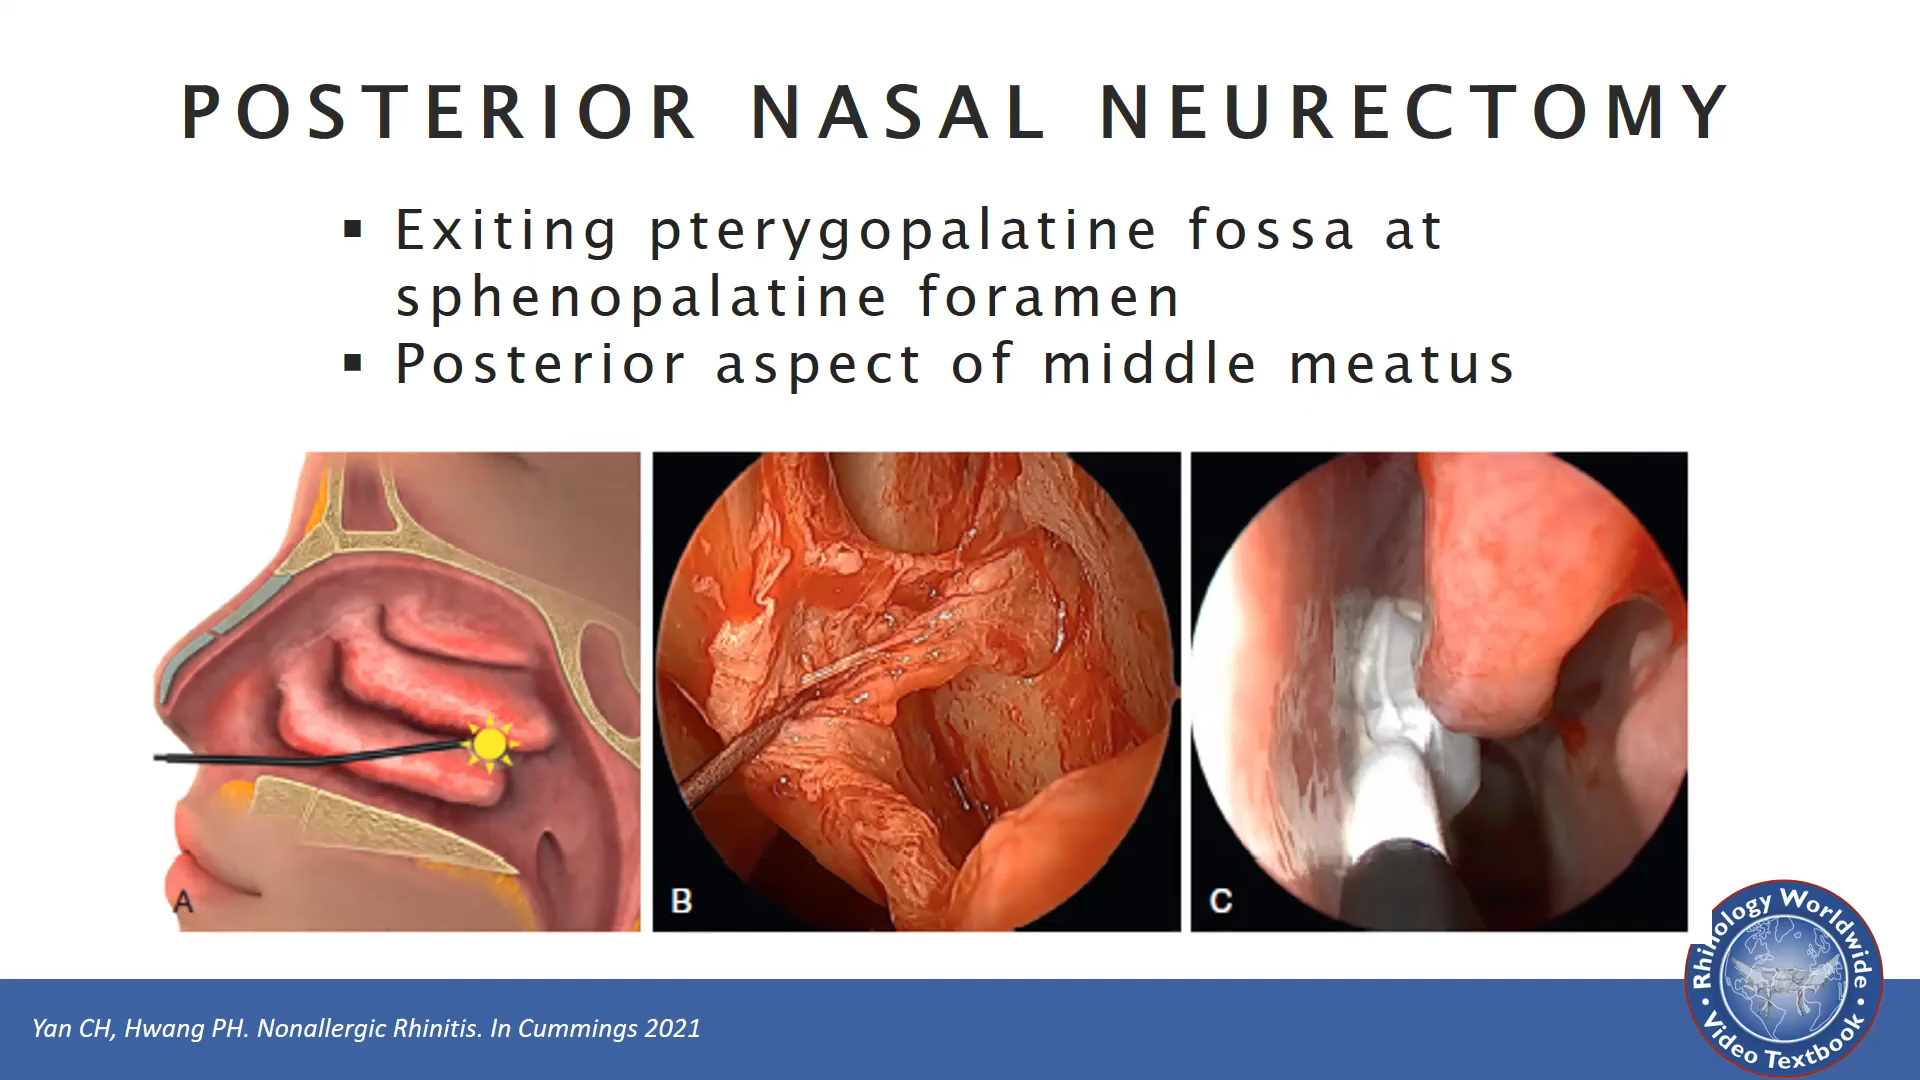 POSTERIOR NASAL NEURECTOMY
▪ Exiting pterygopalatine fossa at
sphenopalatine foramen
▪ Posterior aspect of middle meatus
A
B
C
Rhinology Worldwide
• Video Textbook •
Yan CH, Hwang PH. Nonallergic Rhinitis. In Cummings 2021